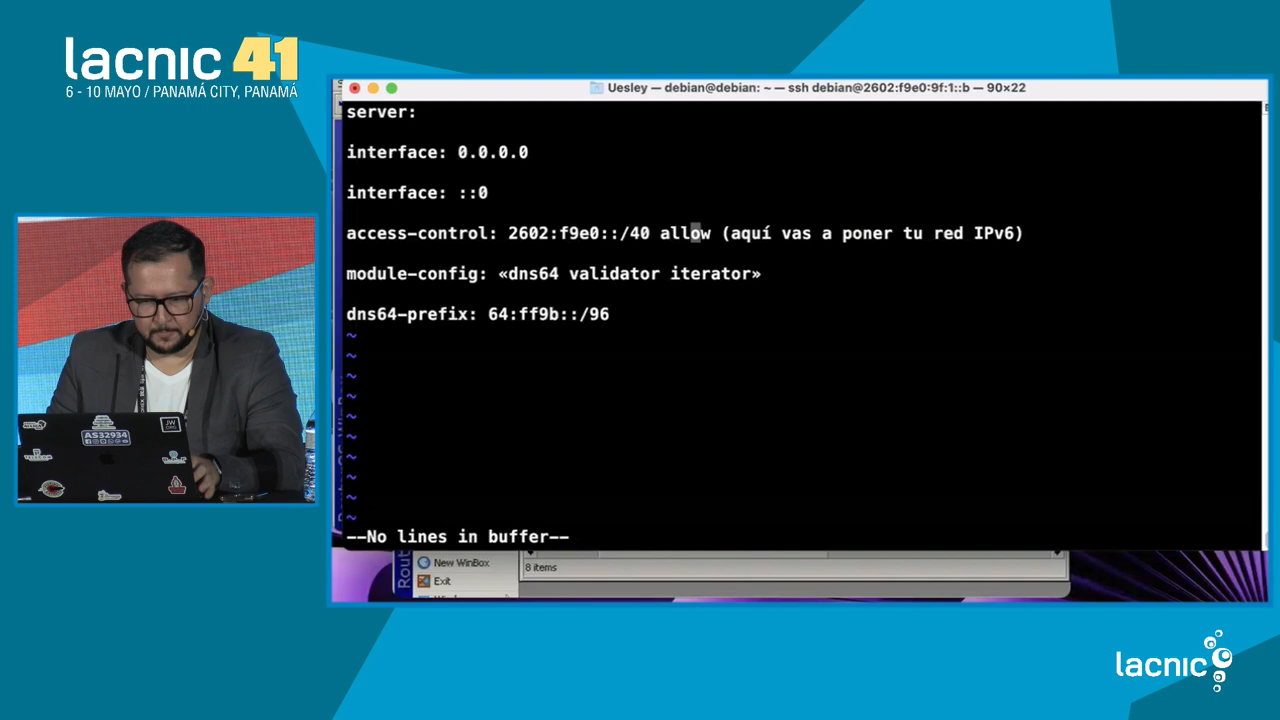 lacnic 41
6 - 10 MAYO / PANAMÁ CITY, PANAMÁ
Uesley — debian@debian: ~ — ssh debian@2602:f9e0:9f:1::b — 90×22
server:
interface: 0.0.0.0
interface: ::0
access-control: 2602:f9e0::/40 allow (aquí vas a poner tu red IPv6)
module-config: «dns64 validator iterator»
dns64-prefix: 64:ff9b::/96
~
~
~
~
~
~
~
~
~
~
--No lines in buffer--
New WinBox
Exit
8 items
Rout
AS32934
JW
lacnic